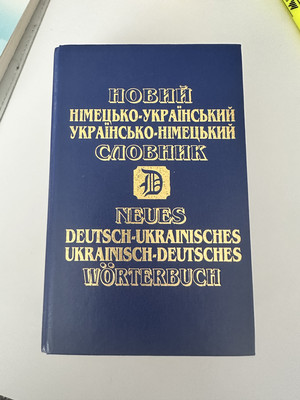 НОВИЙ
НІМЕЦЬКО-УКРАЇНСЬКИЙ
УКРАЇНСЬКО-НІМЕЦЬКИЙ
СЛОВНИК
D
NEUES
DEUTSCH-UKRAINISCHES
UKRAINISCH-DEUTSCHES
WÖRTERBUCH